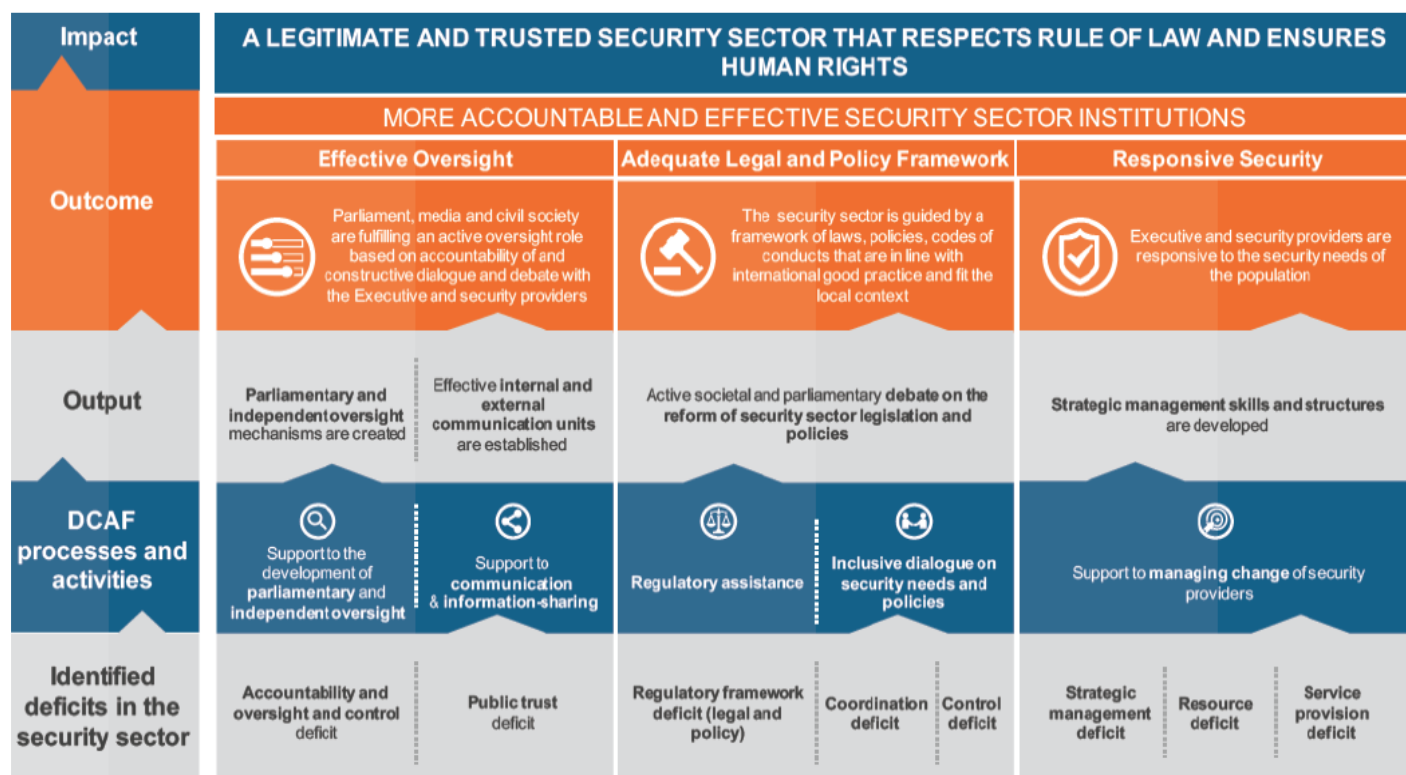 Impact
A LEGITIMATE AND TRUSTED SECURITY SECTOR THAT RESPECTS RULE OF LAW AND ENSURES
HUMAN RIGHTS
Outcome
MORE ACCOUNTABLE AND EFFECTIVE SECURITY SECTOR INSTITUTIONS
Effective Oversight
Parliament, media and civil society
are fulfilling an active oversight role
based on accountability of and
constructive dialogue and debate with
the Executive and security providers
Adequate Legal and Policy Framework
The security sector is guided by a
framework of laws, policies, codes of
conducts that are in line with
international good practice and fit the
local context
Responsive Security
Executive and security providers are
responsive to the security needs of
the population
Output
Parliamentary and
independent oversight
mechanisms are created
Effective internal and
external
communication units
are established
Active societal and parliamentary debate on the
reform of security sector legislation and
policies
Strategic management skills and structures
are developed
DCAF
processes and
activities
Support to the
development of
parliamentary and
independent oversight
Support to
communication
& information-sharing
Regulatory assistance
Inclusive dialogue on
security needs and
policies
Support to managing change of security
providers
Identified
deficits in the
security sector
Accountability and
oversight and control
deficit
Public trust
deficit
Regulatory framework
deficit (legal and
policy)
Coordination
deficit
Control
deficit
Strategic
management
deficit
Resource
deficit
Service
provision
deficit